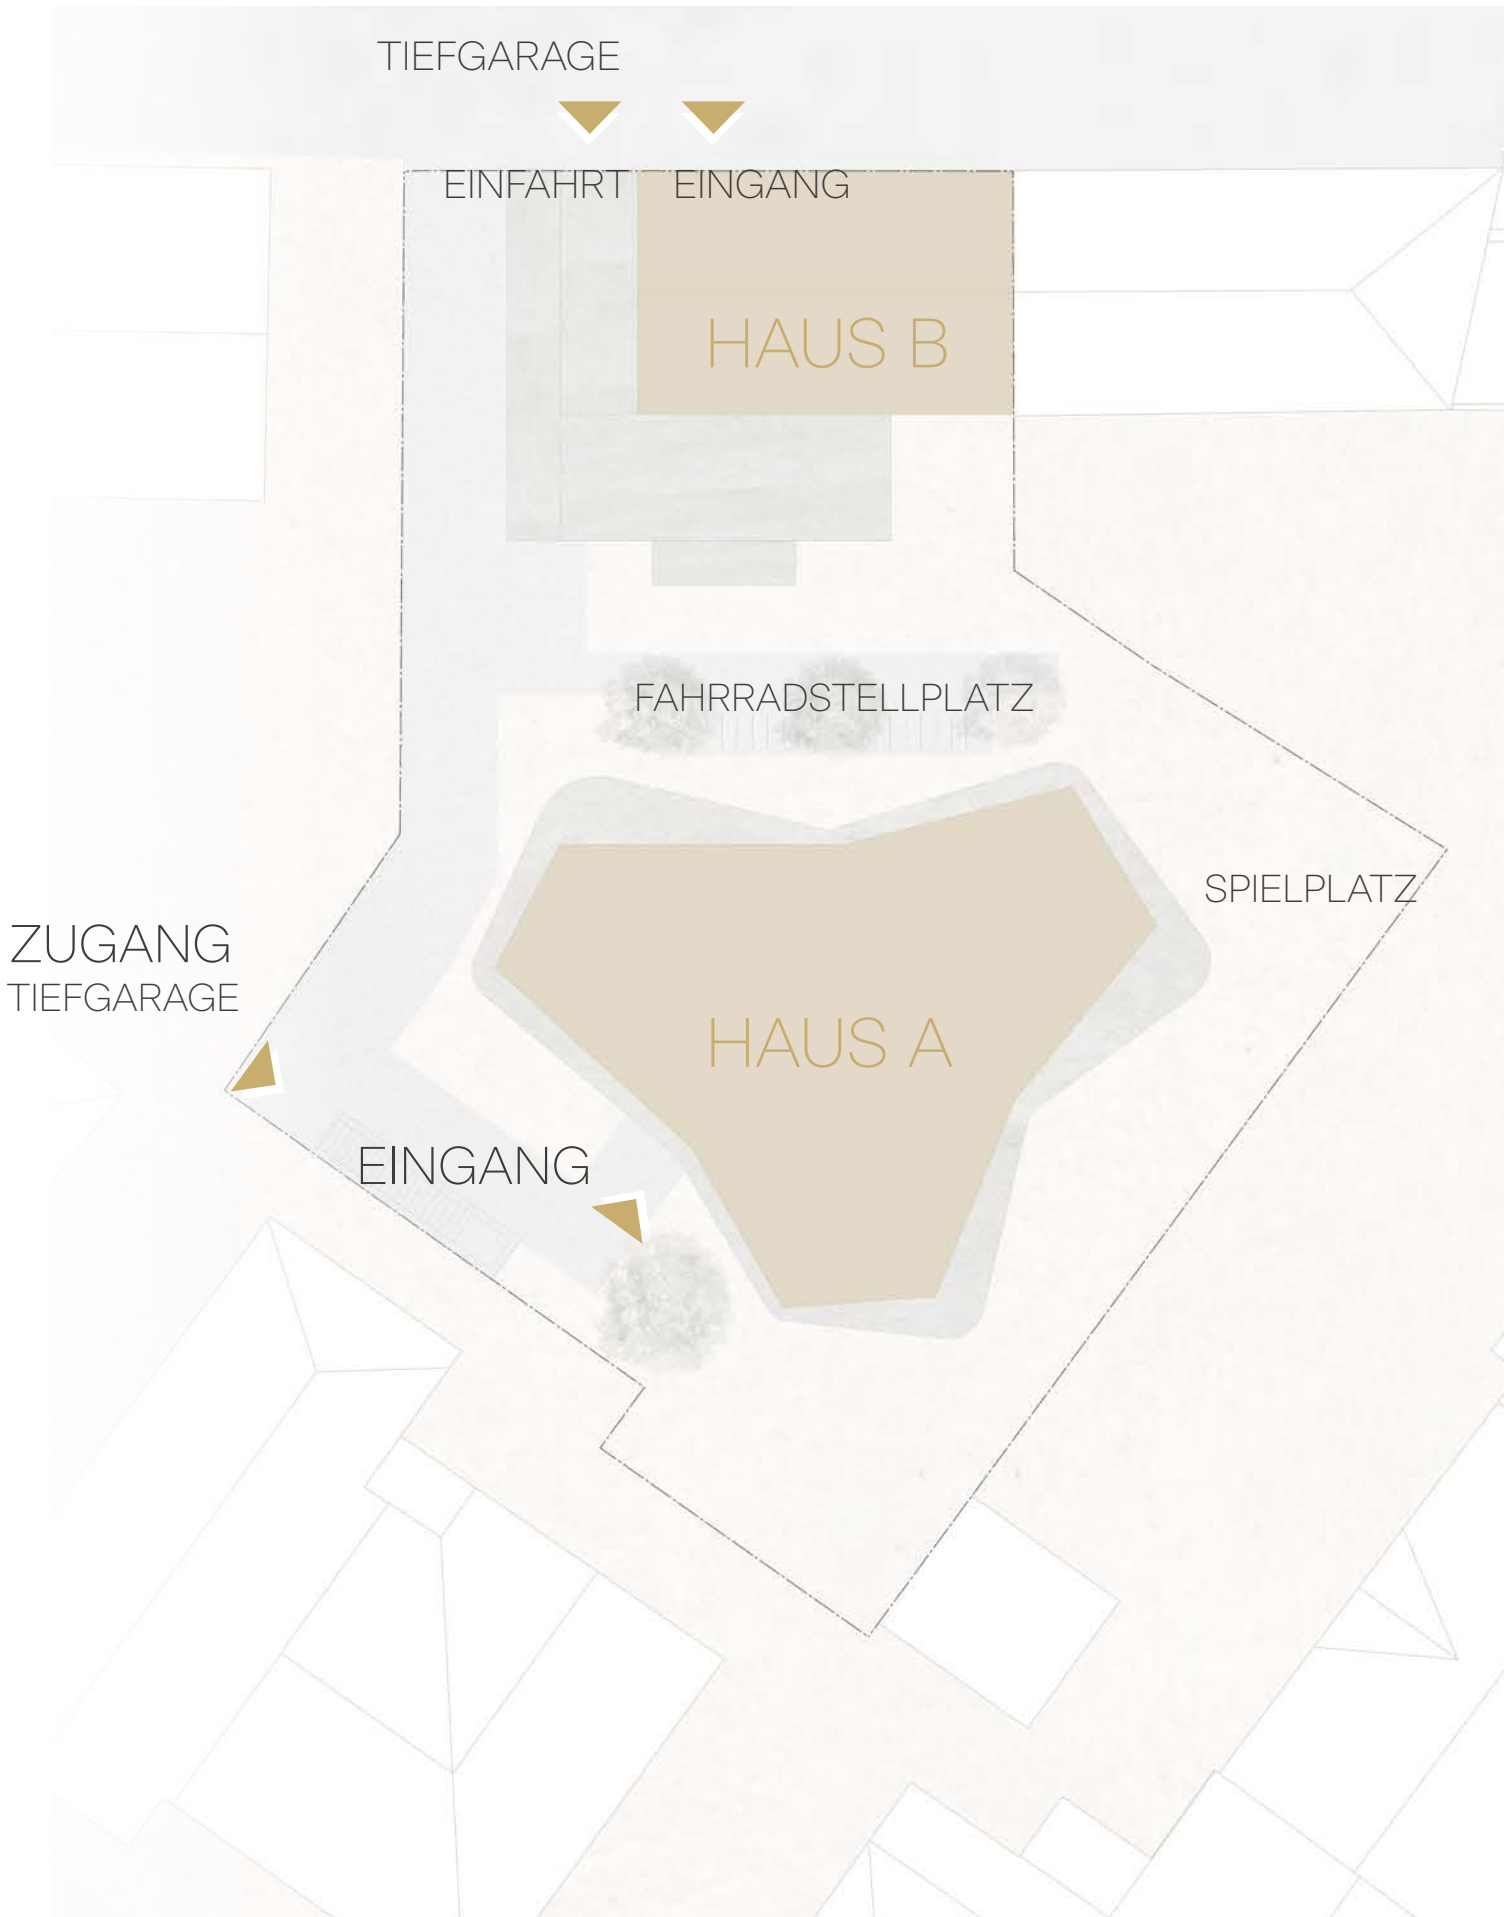 TIEFGARAGE
EINFAHRT EINGANG
HAUS B
FAHRRADSTELLPLATZ
SPIELPLATZ
ZUGANG
TIEFGARAGE
HAUS A
EINGANG